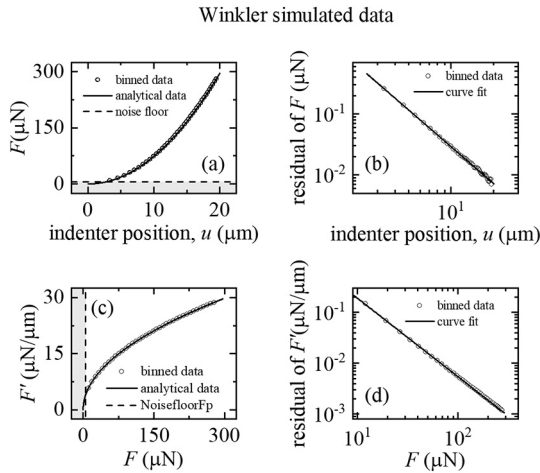 Winkler simulated data
F(μN)
300
150
0
binned data
analytical data
noise floor
(a)
0 10 20
indenter position, u (μm)
residual of F (μN)
10⁻¹
10⁻²
binned data
curve fit
(b)
10¹
indenter position, u (μm)
F′(μN/μm)
30
15
0
(c)
binned data
analytical data
NoisefloorFp
0 150 300
F (μN)
residual of F′(μN/μm)
10⁻¹
10⁻²
10⁻³
binned data
curve fit
(d)
10¹ 10²
F (μN)